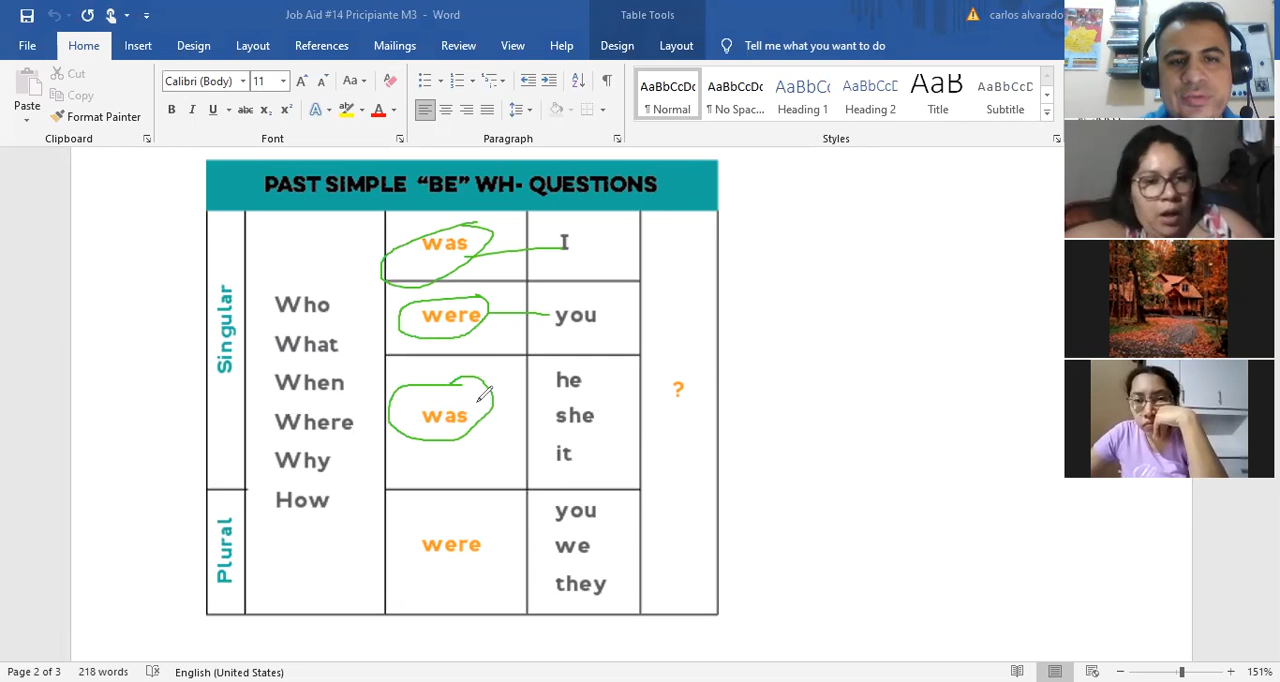 Job Aid #14 Pricipiante M3 - Word
Table Tools
carlos alvarado
File Home Insert Design Layout References Mailings Review View Help Design Layout Tell me what you want to do
Cut
Copy
Paste
Format Painter
Clipboard
Calibri (Body) 11
Font
Paragraph
AaBbCcDc AaBbCcDc AaBbCc AaBbCcC AaB AaBbCcC
¶ Normal ¶ No Spac... Heading 1 Heading 2 Title Subtitle
Styles
PAST SIMPLE "BE" WH- QUESTIONS
Singular
Plural
Who
What
When
Where
Why
How
was
were
was
were
I
you
he
she
it
you
we
they
?
Page 2 of 3 218 words English (United States) 151%